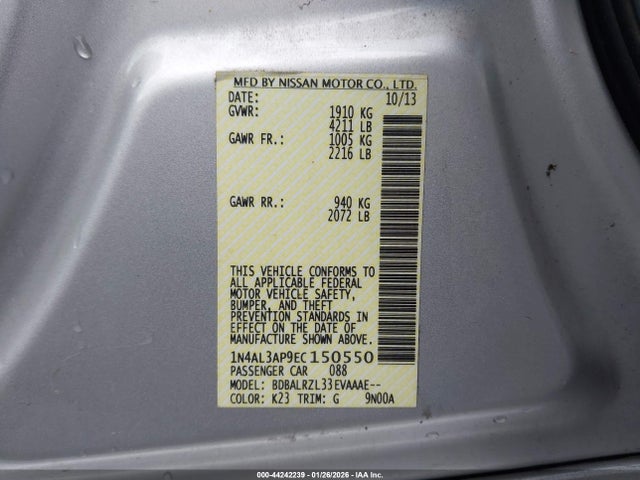 MFD BY NISSAN MOTOR CO., LTD.
DATE: 10/13
GVWR: 1910 KG
4211 LB
GAWR FR.: 1005 KG
2216 LB
GAWR RR.: 940 KG
2072 LB
THIS VEHICLE CONFORMS TO
ALL APPLICABLE FEDERAL
MOTOR VEHICLE SAFETY,
BUMPER, AND THEFT
PREVENTION STANDARDS IN
EFFECT ON THE DATE OF
MANUFACTURE SHOWN ABOVE.
1N4AL3AP9EC150550
PASSENGER CAR 088
MODEL: BDBALRZL33EVAAAE--
COLOR: K23 TRIM: G 9N00A
000-44242239 | 01/26/2026 - IAA Inc.